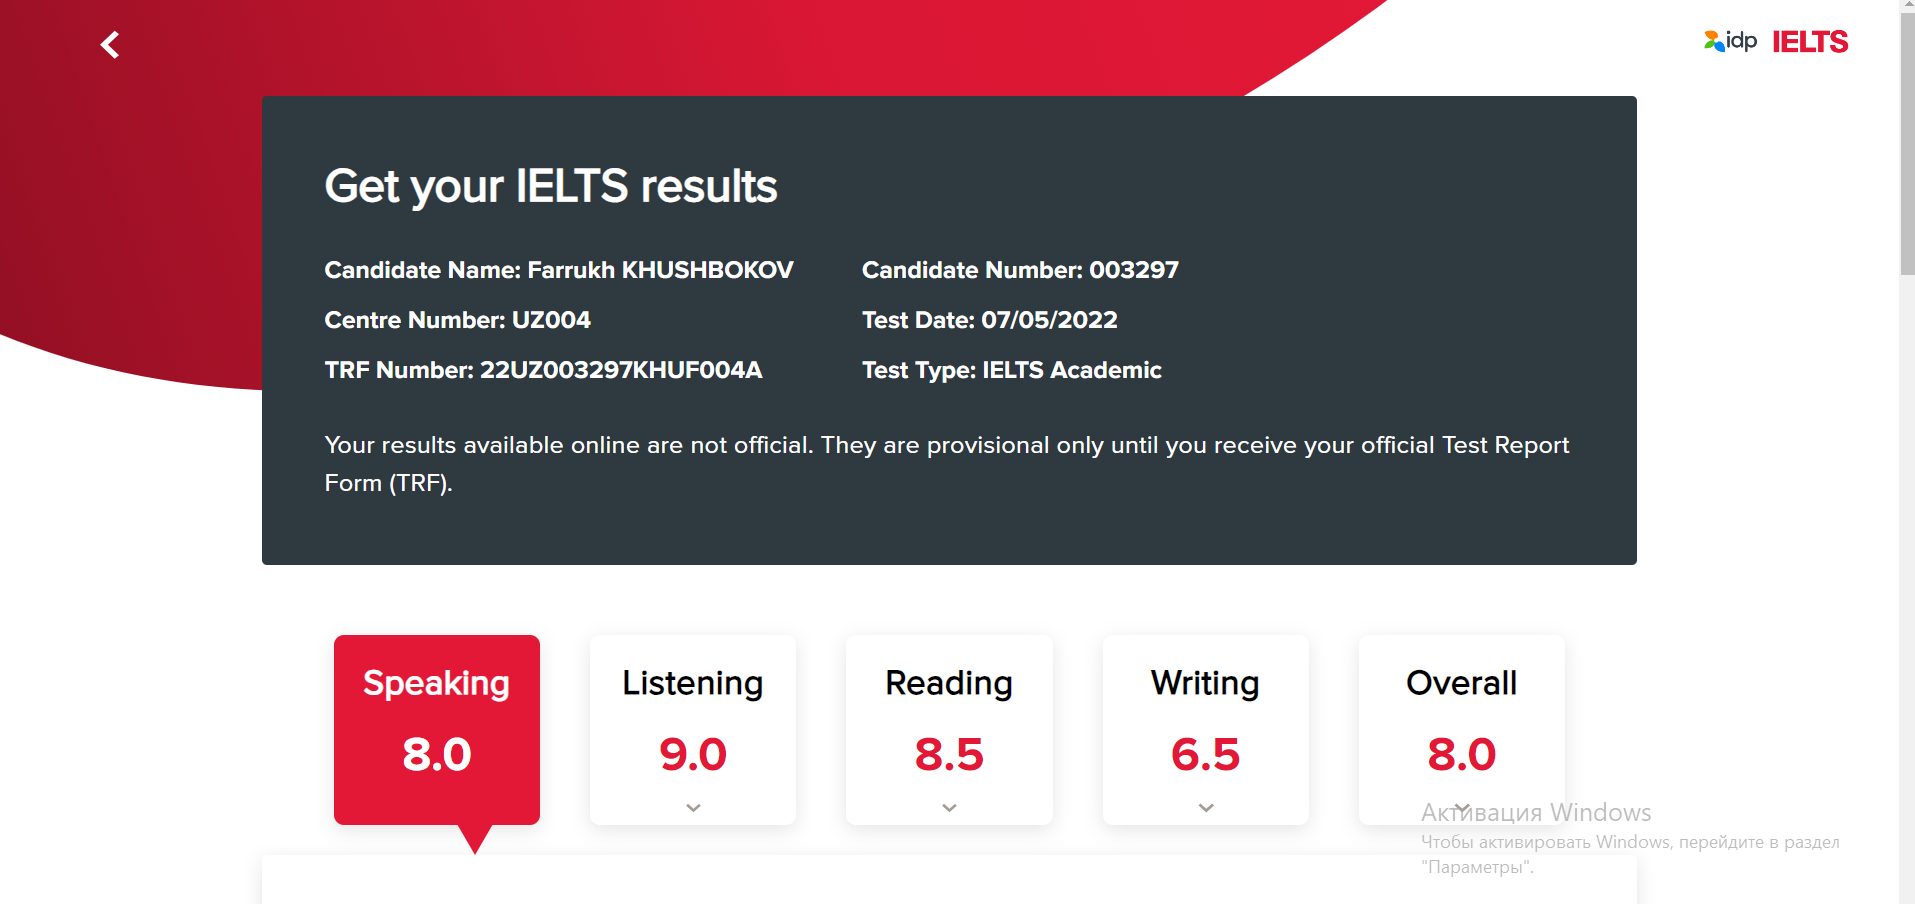 idp IELTS
Get your IELTS results
Candidate Name: Farrukh KHUSHBOKOV
Candidate Number: 003297
Centre Number: UZ004
Test Date: 07/05/2022
TRF Number: 22UZ003297KHUF004A
Test Type: IELTS Academic
Your results available online are not official. They are provisional only until you receive your official Test Report
Form (TRF).
Speaking
8.0
Listening
9.0
Reading
8.5
Writing
6.5
Overall
8.0
Активация Windows
Чтобы активировать Windows, перейдите в раздел
"Параметры".